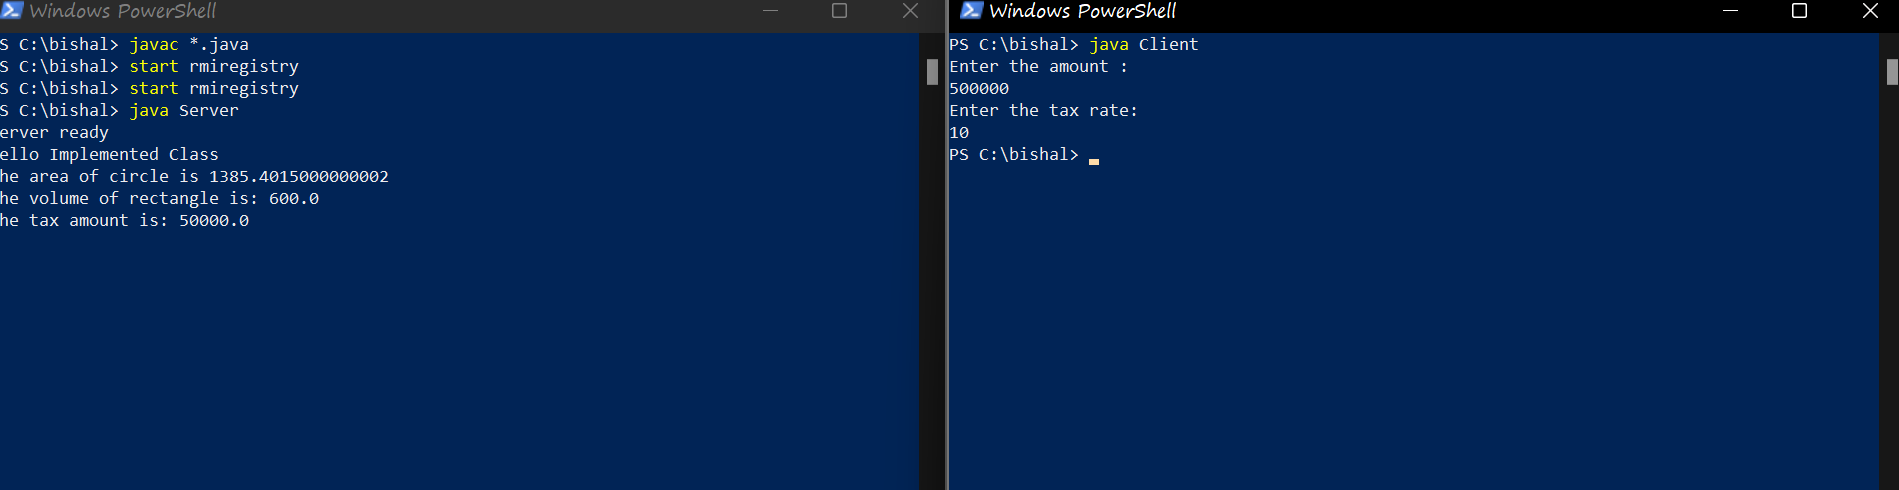 Windows PowerShell
S C:\bishal> javac *.java
S C:\bishal> start rmiregistry
S C:\bishal> start rmiregistry
S C:\bishal> java Server
erver ready
ello Implemented Class
he area of circle is 1385.4015000000002
he volume of rectangle is: 600.0
he tax amount is: 50000.0
Windows PowerShell
PS C:\bishal> java Client
Enter the amount :
500000
Enter the tax rate:
10
PS C:\bishal>